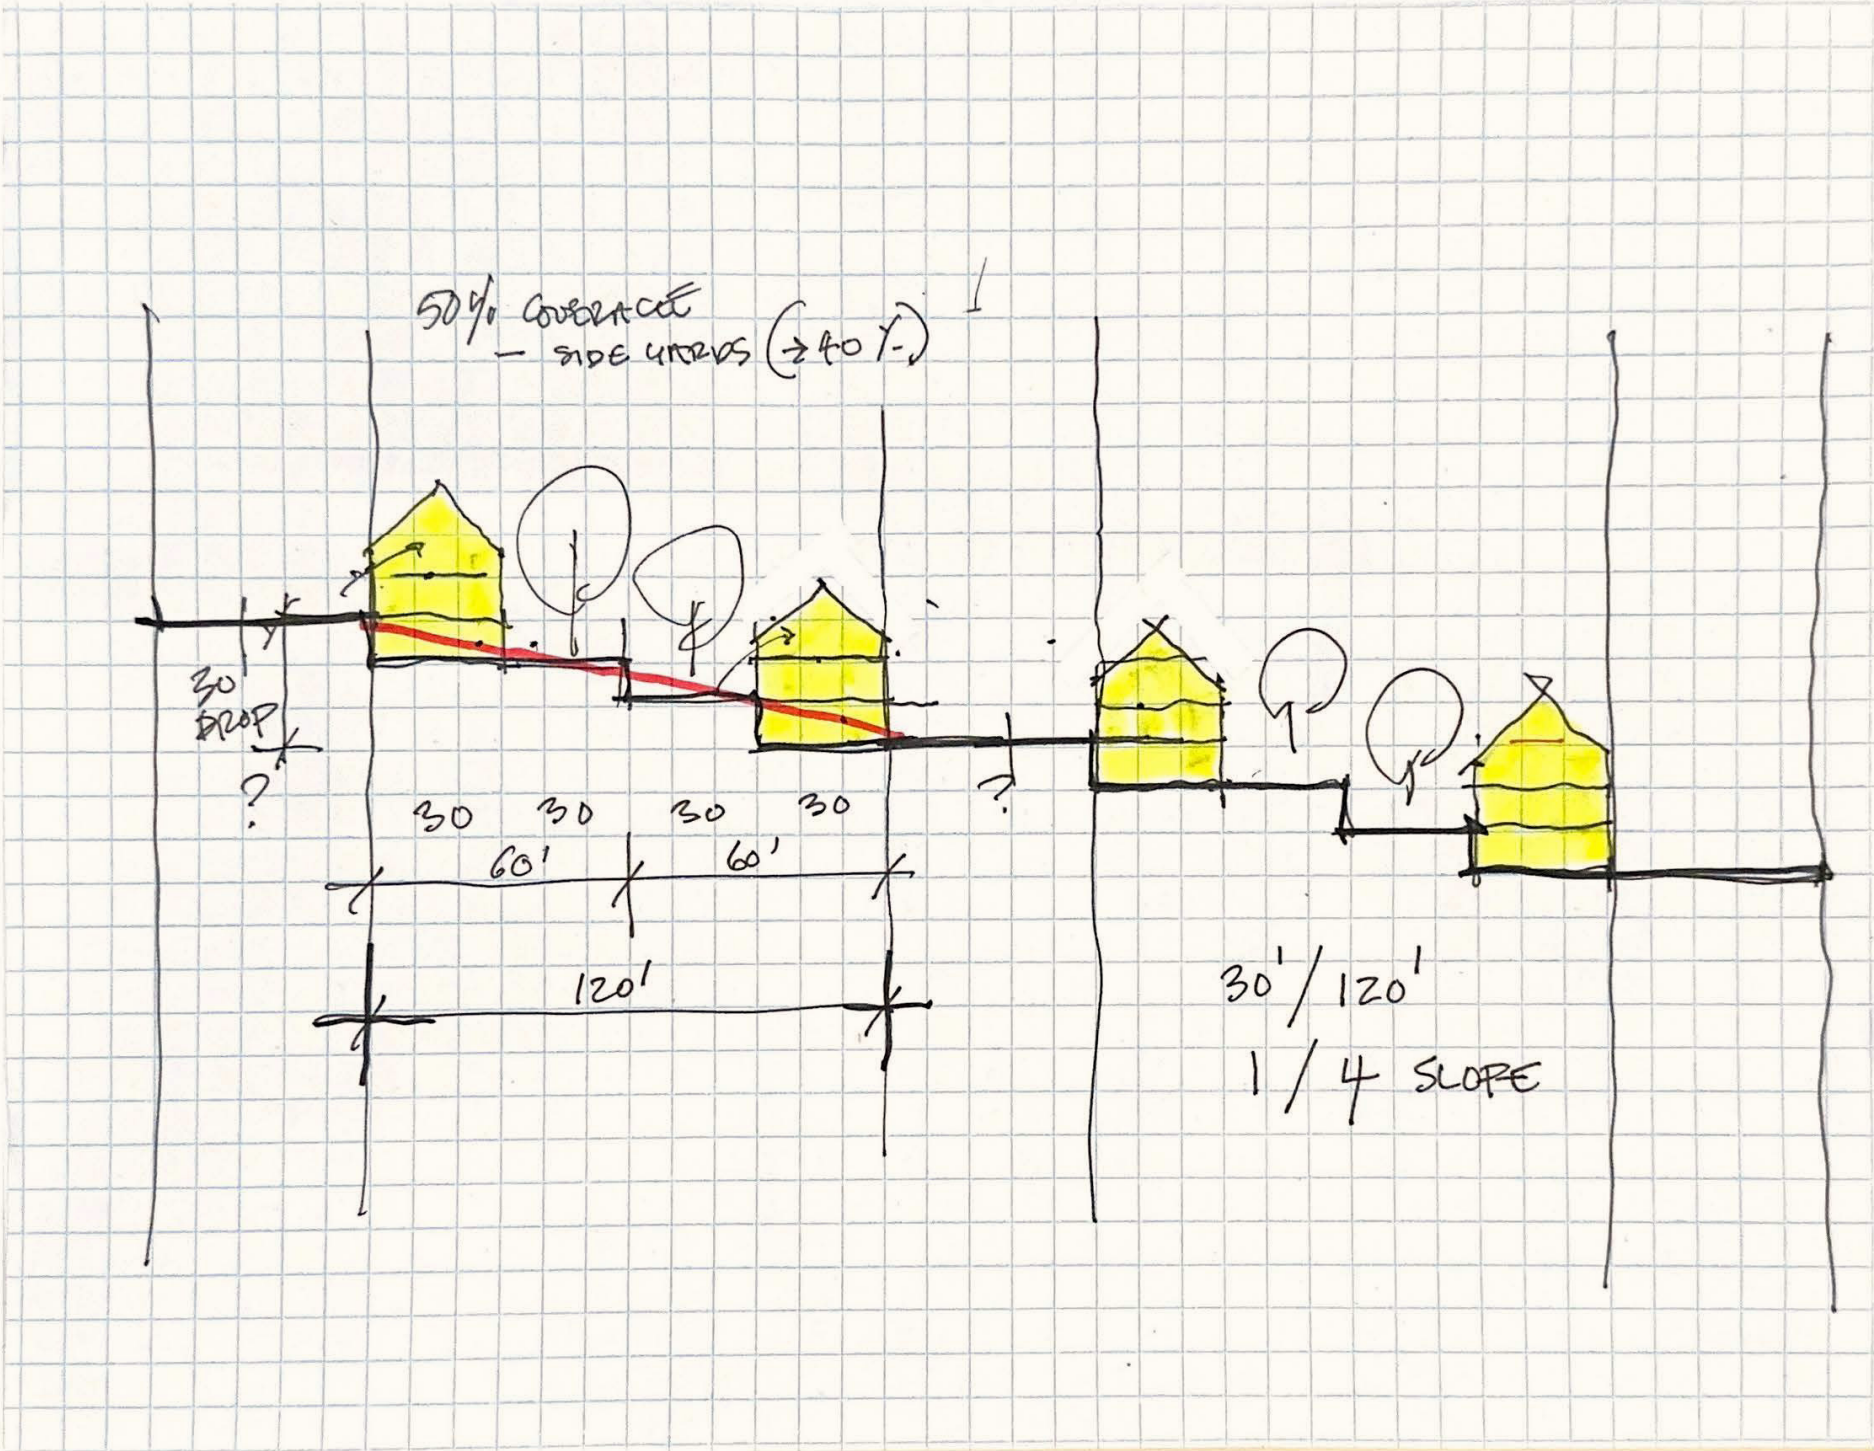 50% COVERAGE
- SIDE YARDS (→40%)
30
DROP
?
?
30 30 30 30
60' 60'
120'
30'/120'
1/4 SLOPE